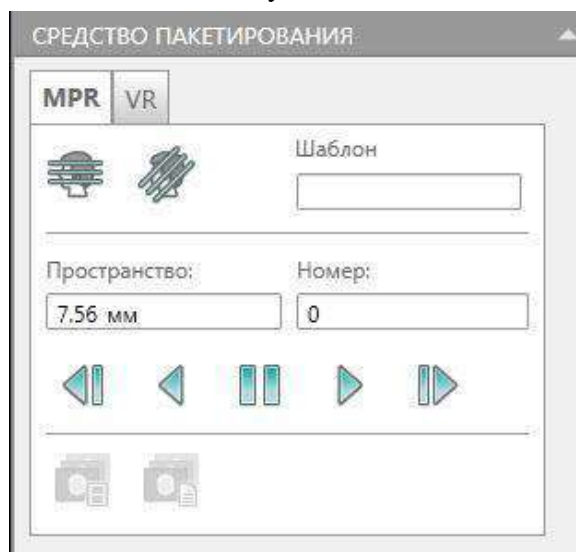 СРЕДСТВО ПАКЕТИРОВАНИЯ
MPR VR
Шаблон
Пространство: Номер:
7.56 мм 0